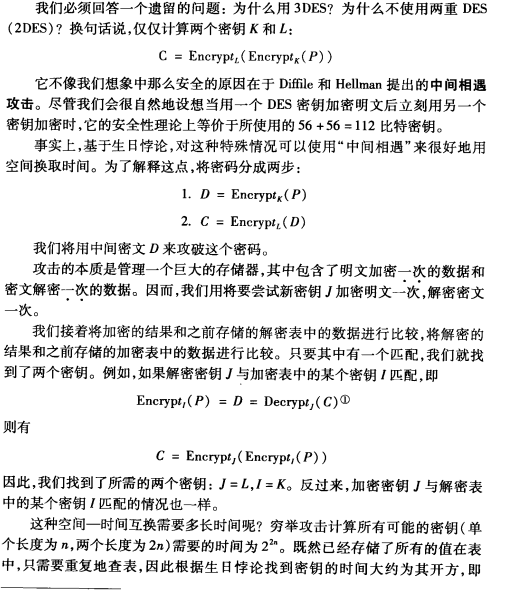 我们必须回答一个遗留的问题：为什么用 3DES？为什么不使用两重 DES
(2DES)？换句话说,仅仅计算两个密钥 K 和 L：
C = Encrypt_L(Encrypt_K(P))
它不像我们想象中那么安全的原因在于 Diffile 和 Hellman 提出的中间相遇
攻击。尽管我们会很自然地设想当用一个 DES 密钥加密明文后立刻用另一个
密钥加密时,它的安全性理论上等价于所使用的 56 + 56 = 112 比特密钥。
事实上,基于生日悖论,对这种特殊情况可以使用“中间相遇”来很好地用
空间换取时间。为了解释这点,将密码分成两步：
1. D = Encrypt_K(P)
2. C = Encrypt_L(D)
我们将用中间密文 D 来攻破这个密码。
攻击的本质是管理一个巨大的存储器,其中包含了明文加密一次的数据和
密文解密一次的数据。因而,我们用将要尝试新密钥 J 加密明文一次,解密密文
一次。
我们接着将加密的结果和之前存储的解密表中的数据进行比较,将解密的
结果和之前存储的加密表中的数据进行比较。只要其中有一个匹配,我们就找
到了两个密钥。例如,如果解密密钥 J 与加密表中的某个密钥 I 匹配,即
Encrypt_I(P) = D = Decrypt_J(C)①
则有
C = Encrypt_J(Encrypt_I(P))
因此,我们找到了所需的两个密钥：J = L, I = K。反过来,加密密钥 J 与解密表
中的某个密钥 I 匹配的情况也一样。
这种空间—时间互换需要多长时间呢？穷举攻击计算所有可能的密钥(单
个长度为 n,两个长度为 2n)需要的时间为 2^{2n}。既然已经存储了所有的值在表
中,只需要重复地查表,因此根据生日悖论找到密钥的时间大约为其开方,即